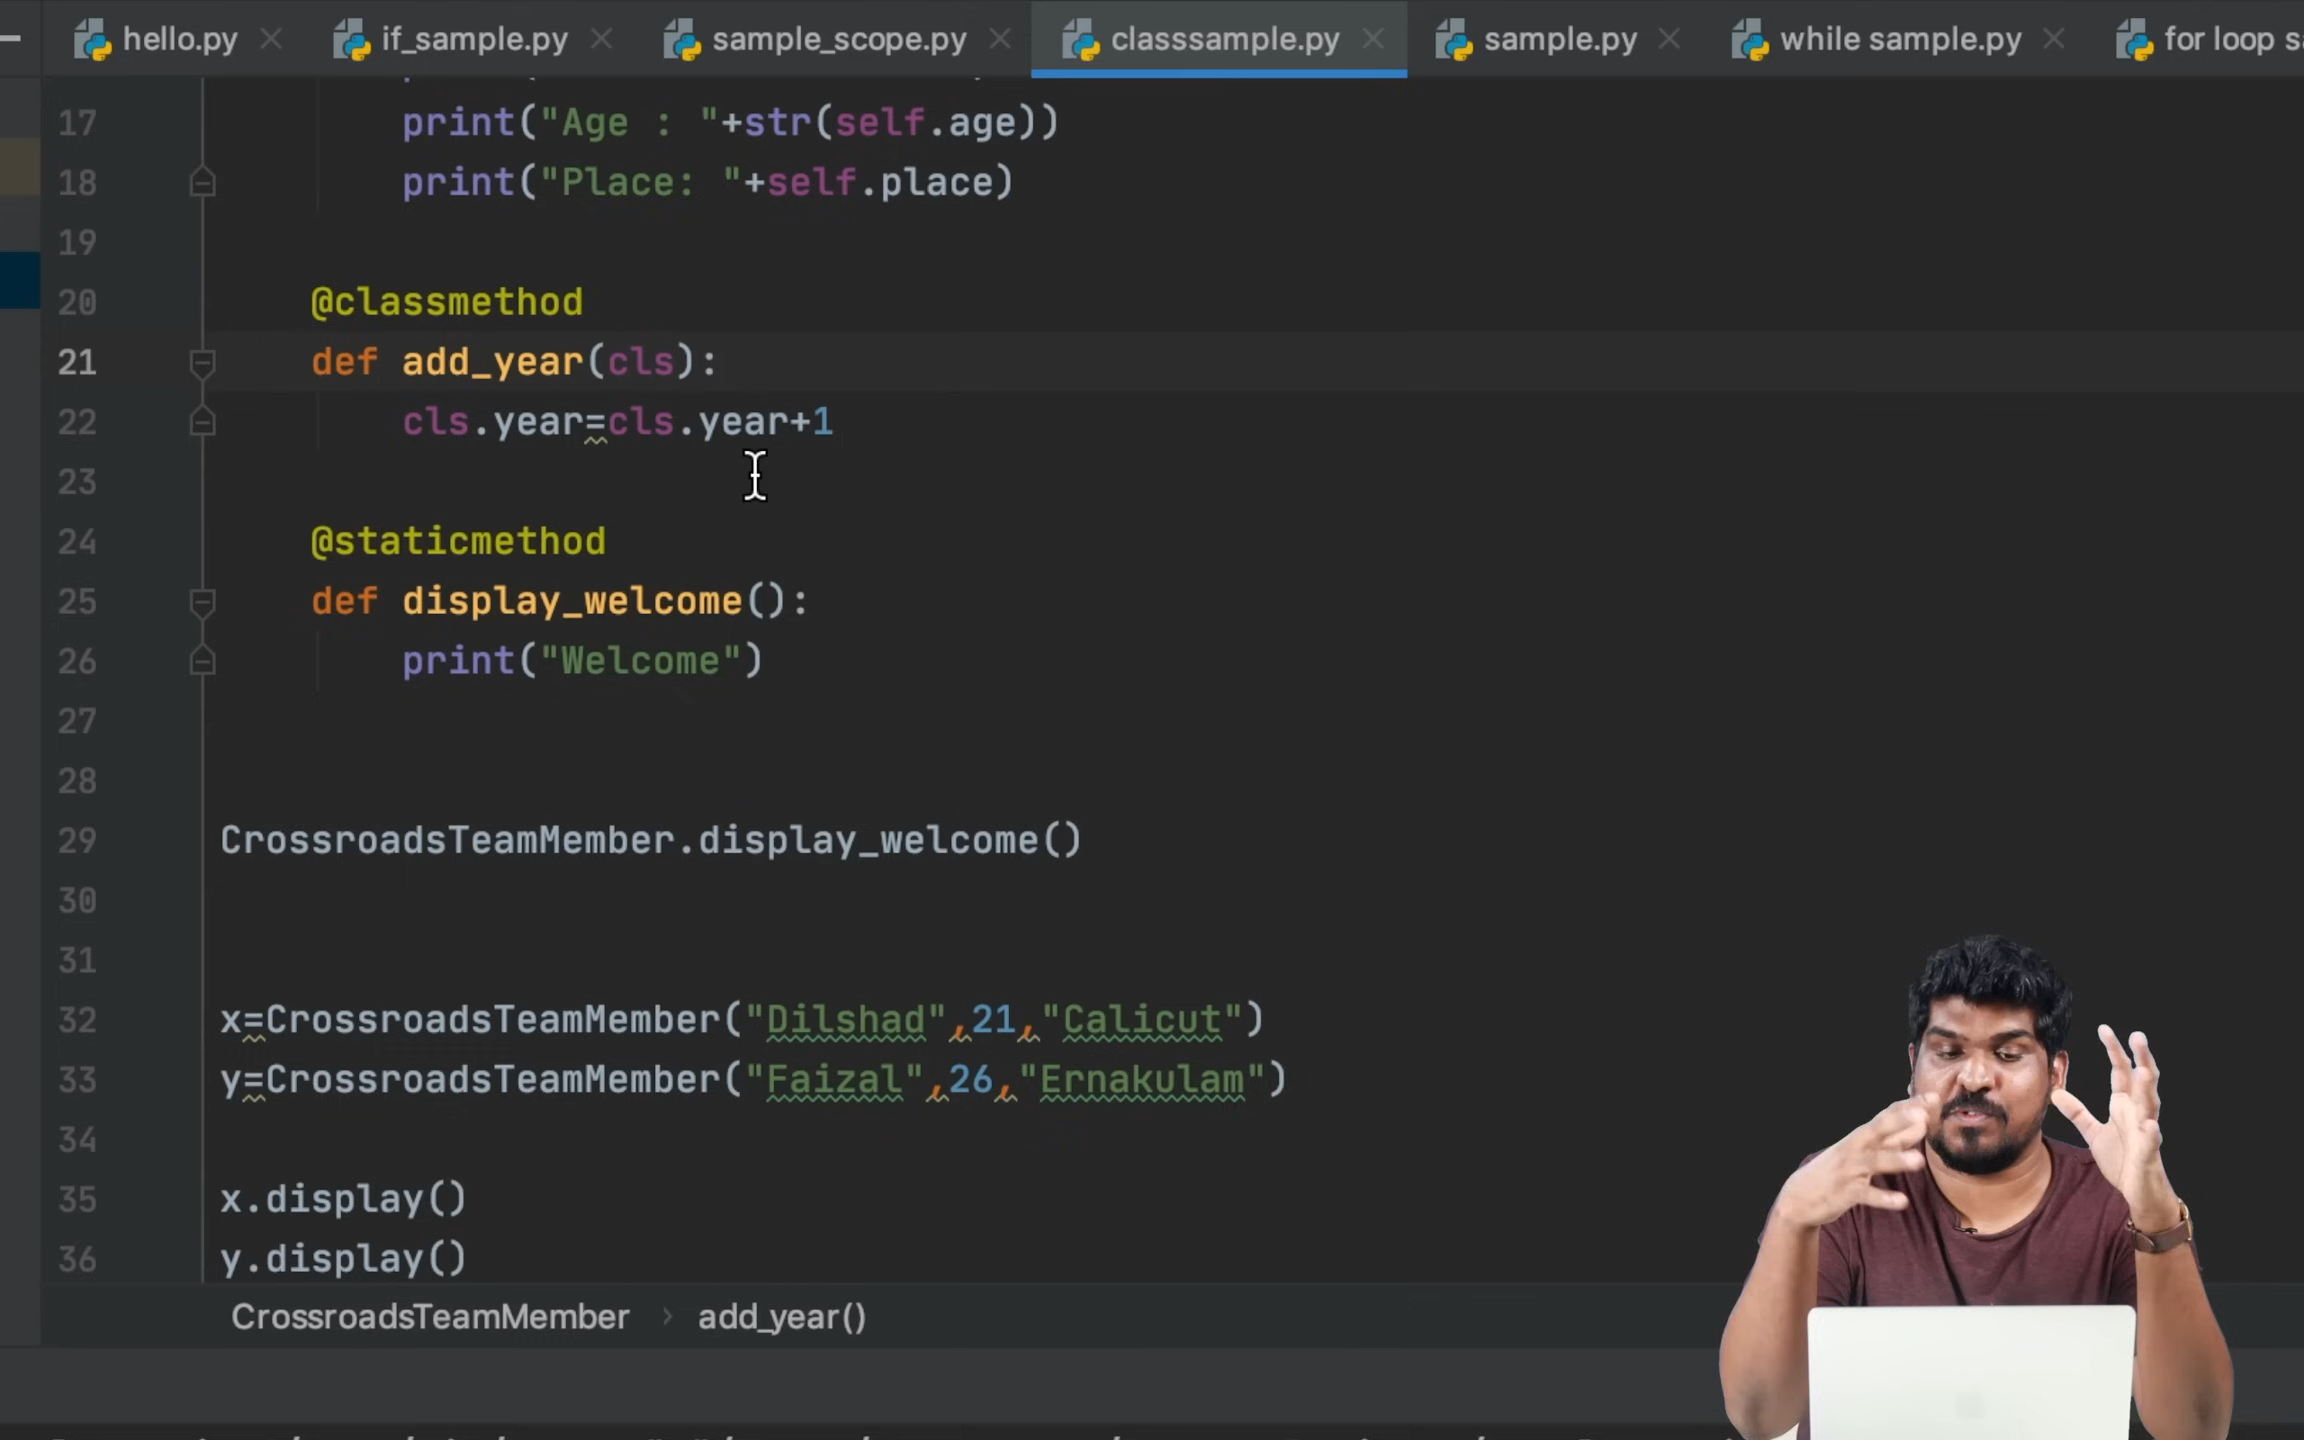 hello.py if_sample.py sample_scope.py classsample.py sample.py while sample.py for loop
17 print("Age : "+str(self.age))
18 print("Place: "+self.place)
19
20 @classmethod
21 def add_year(cls):
22 cls.year=cls.year+1
23
24 @staticmethod
25 def display_welcome():
26 print("Welcome")
27
28
29 CrossroadsTeamMember.display_welcome()
30
31
32 x=CrossroadsTeamMember("Dilshad",21,"Calicut")
33 y=CrossroadsTeamMember("Faizal",26,"Ernakulam")
34
35 x.display()
36 y.display()
CrossroadsTeamMember › add_year()